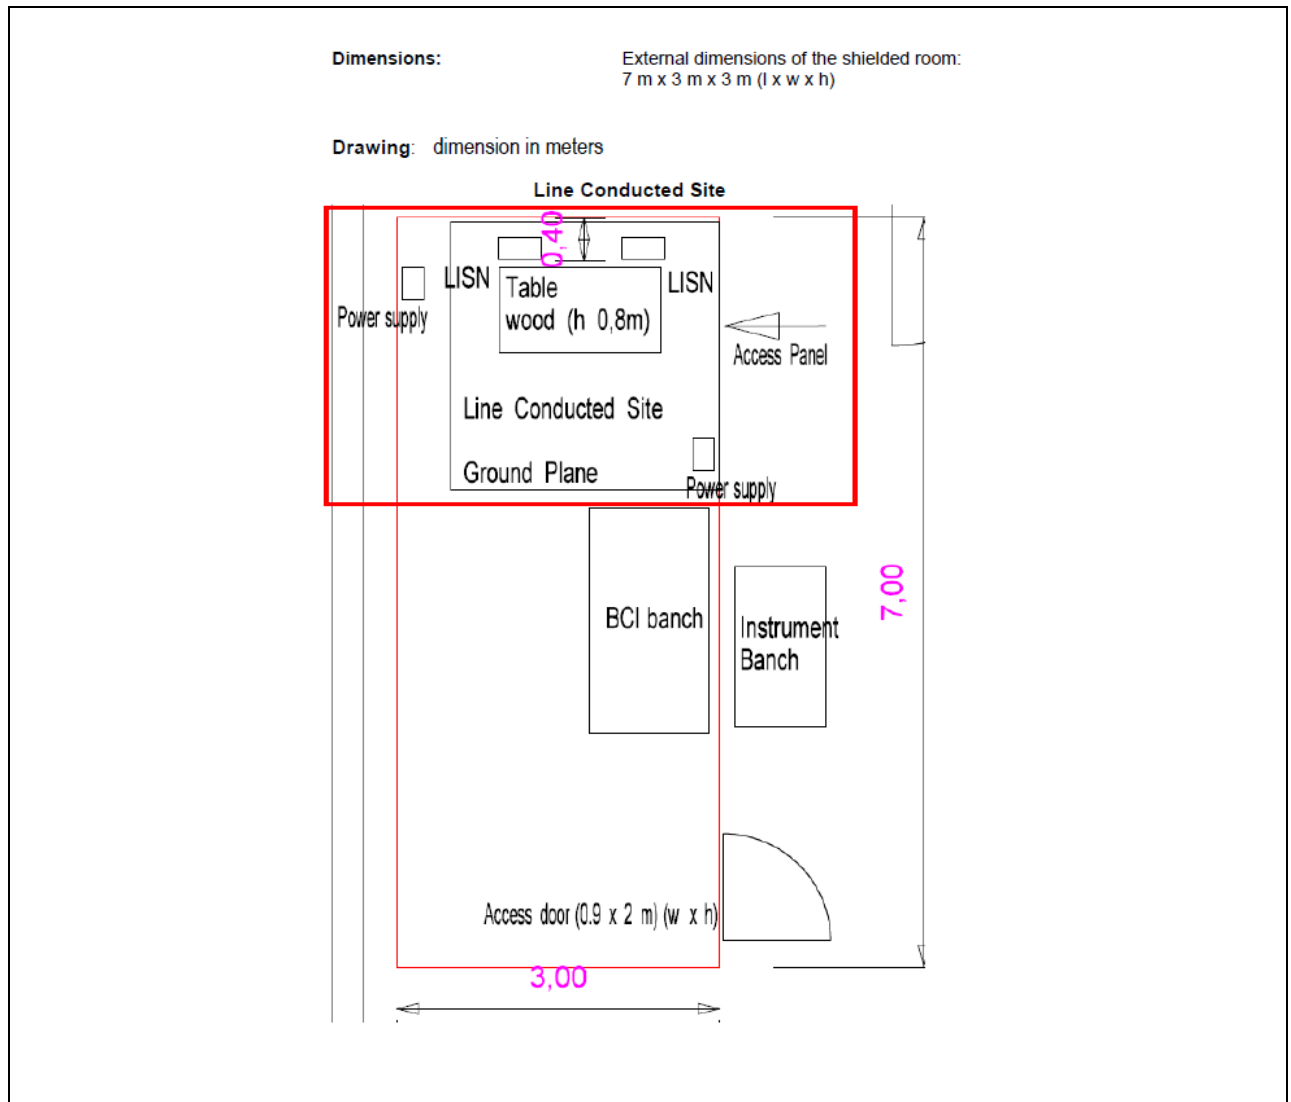 Dimensions:
External dimensions of the shielded room:
7 m x 3 m x 3 m (l x w x h)
Drawing: dimension in meters
Line Conducted Site
0,40
LISN
Table
wood (h 0,8m)
LISN
Power supply
Access Panel
Line Conducted Site
Ground Plane
Power supply
BCI banch
Instrument
Banch
7,00
Access door (0.9 x 2 m) (w x h)
3,00